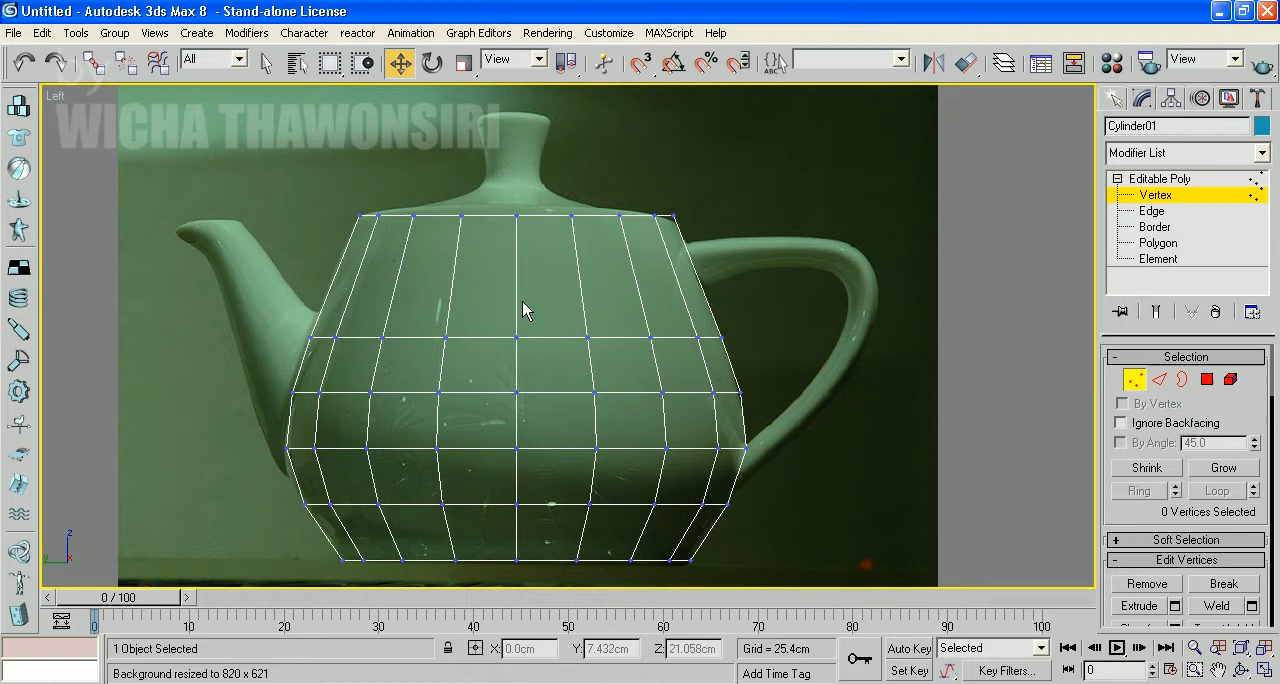 Untitled - Autodesk 3ds Max 8 - Stand-alone License
File Edit Tools Group Views Create Modifiers Character reactor Animation Graph Editors Rendering Customize MAXScript Help
All View View
Left
by
WICHA THAWONSIRI
Cylinder01
Modifier List
Editable Poly
Vertex
Edge
Border
Polygon
Element
- Selection
By Vertex
Ignore Backfacing
By Angle: 45.0
Shrink Grow
Ring Loop
0 Vertices Selected
+ Soft Selection
- Edit Vertices
Remove Break
Extrude Weld
z
y x
< 0 / 100 >
0 10 20 30 40 50 60 70 80 90 100
1 Object Selected X: 0.0cm Y: 7.432cm Z: 21.058cm Grid = 25.4cm Auto Key Selected
Background resized to 820 x 621 Add Time Tag Set Key Key Filters... 0